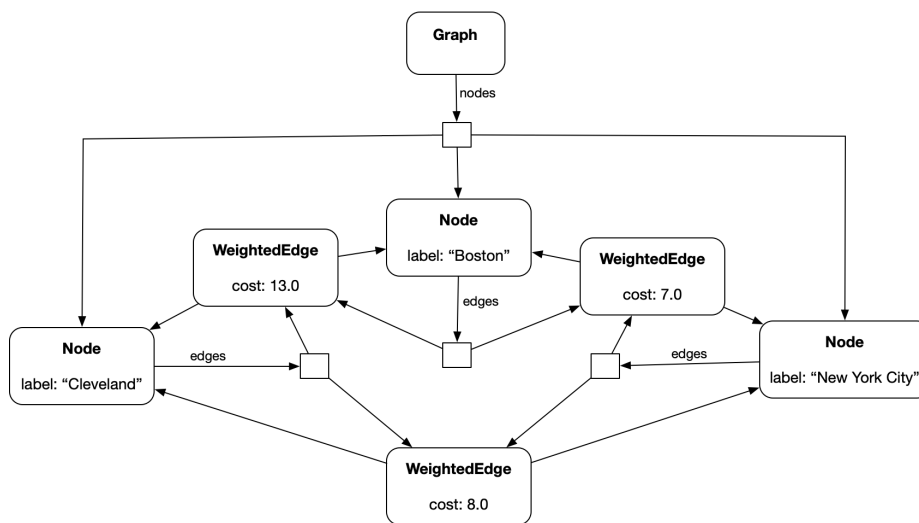 Graph
nodes
Node
label: “Boston”
WeightedEdge
cost: 13.0
WeightedEdge
cost: 7.0
edges
Node
label: “Cleveland”
edges
edges
Node
label: “New York City”
WeightedEdge
cost: 8.0